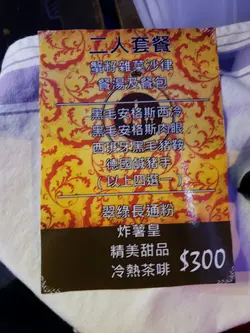 二人套餐
蟹籽雜菜沙律
餐湯及餐包
黑毛安格斯西冷
黑毛安格斯肉眼
西班牙黑毛豬鞍
德國鹹豬手
（以上四選一）
翠綠長通粉
炸薯皇
精美甜品
冷熱茶啡
$300